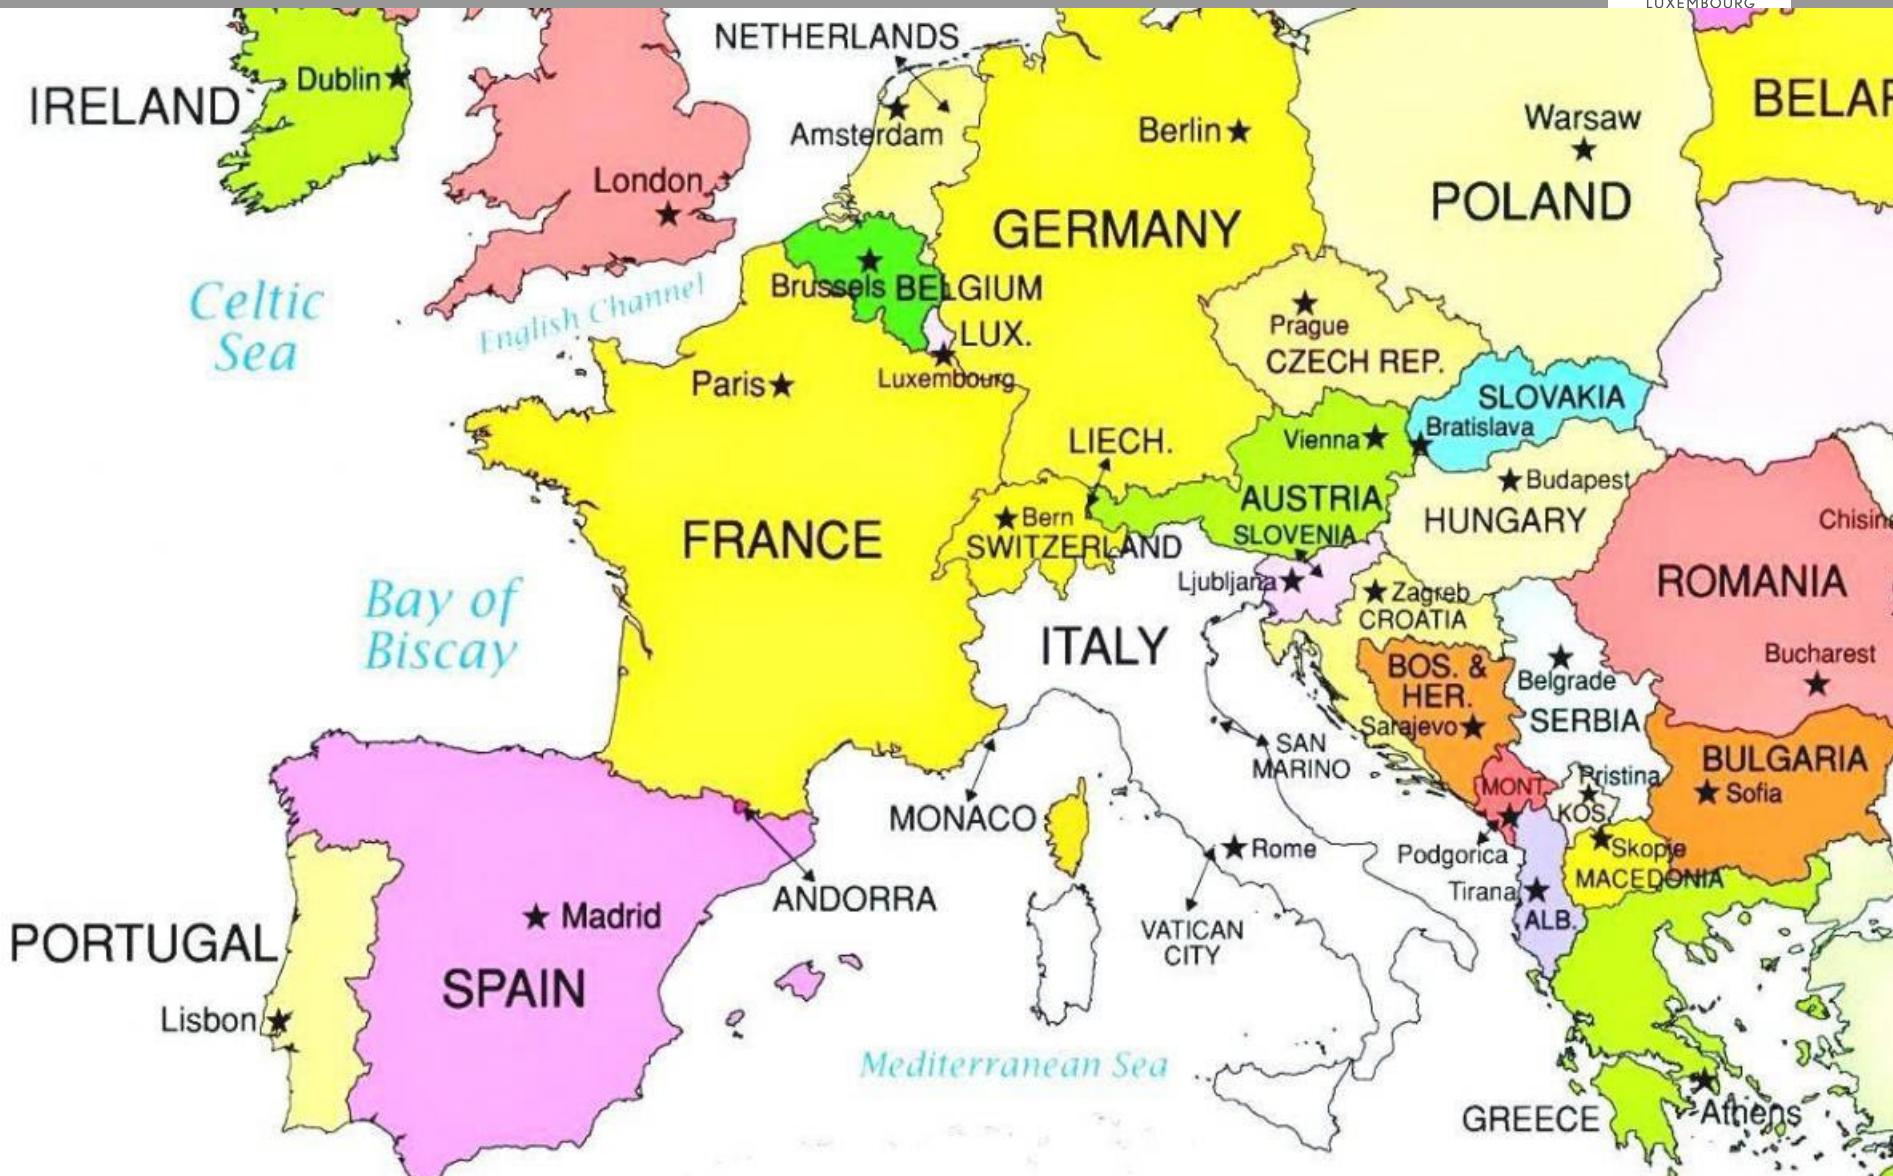 LUXEMBOURG
NETHERLANDS
IRELAND
Dublin
Amsterdam
Berlin
Warsaw
BELAR
London
POLAND
GERMANY
Celtic
Sea
English Channel
Brussels BELGIUM
LUX.
Luxembourg
Paris
Prague
CZECH REP.
SLOVAKIA
Bratislava
LIECH.
Vienna
Budapest
HUNGARY
AUSTRIA
SLOVENIA
Bern
SWITZERLAND
FRANCE
Chisin
ROMANIA
Ljubljana
Zagreb
CROATIA
Bay of
Biscay
ITALY
BOS. &
HER.
Sarajevo
Belgrade
SERBIA
Bucharest
SAN
MARINO
MONT.
Pristina
KOS.
BULGARIA
Sofia
MONACO
Rome
Podgorica
Skopje
MACEDONIA
Tirana
ALB.
ANDORRA
VATICAN
CITY
PORTUGAL
Madrid
SPAIN
Lisbon
Mediterranean Sea
GREECE
Athens